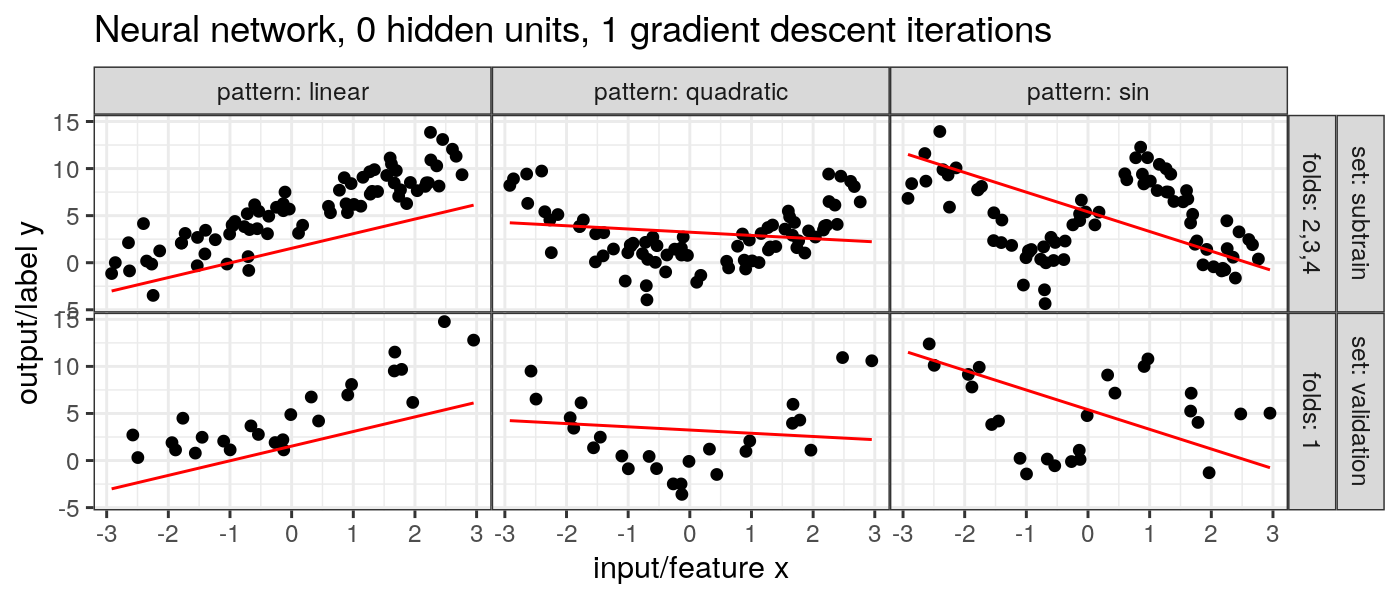 Neural network, 0 hidden units, 1 gradient descent iterations
pattern: linear
pattern: quadratic
pattern: sin
output/label y
15
10
5
0
-5
folds: 2,3,4
set: subtrain
15
10
5
0
-5
folds: 1
set: validation
-3 -2 -1 0 1 2 3
-3 -2 -1 0 1 2 3
-3 -2 -1 0 1 2 3
input/feature x